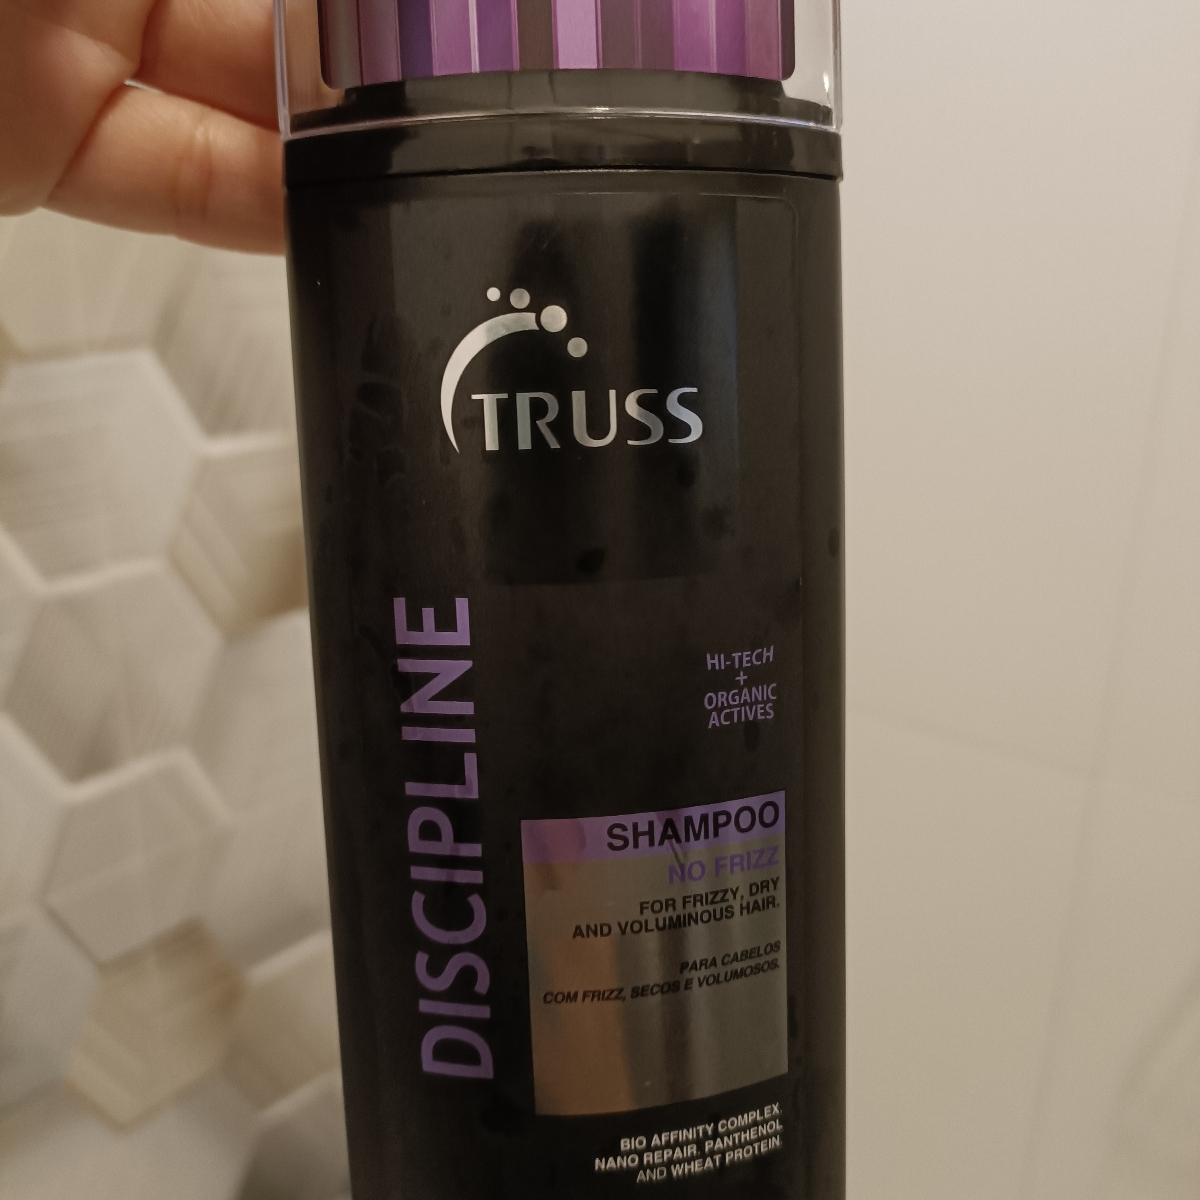 TRUSS
DISCIPLINE
HI-TECH
+
ORGANIC
ACTIVES
SHAMPOO
NO FRIZZ
FOR FRIZZY, DRY
AND VOLUMINOUS HAIR.
PARA CABELOS
COM FRIZZ, SECOS E VOLUMOSOS.
BIO AFFINITY COMPLEX,
NANO REPAIR, PANTHENOL
AND WHEAT PROTEIN.